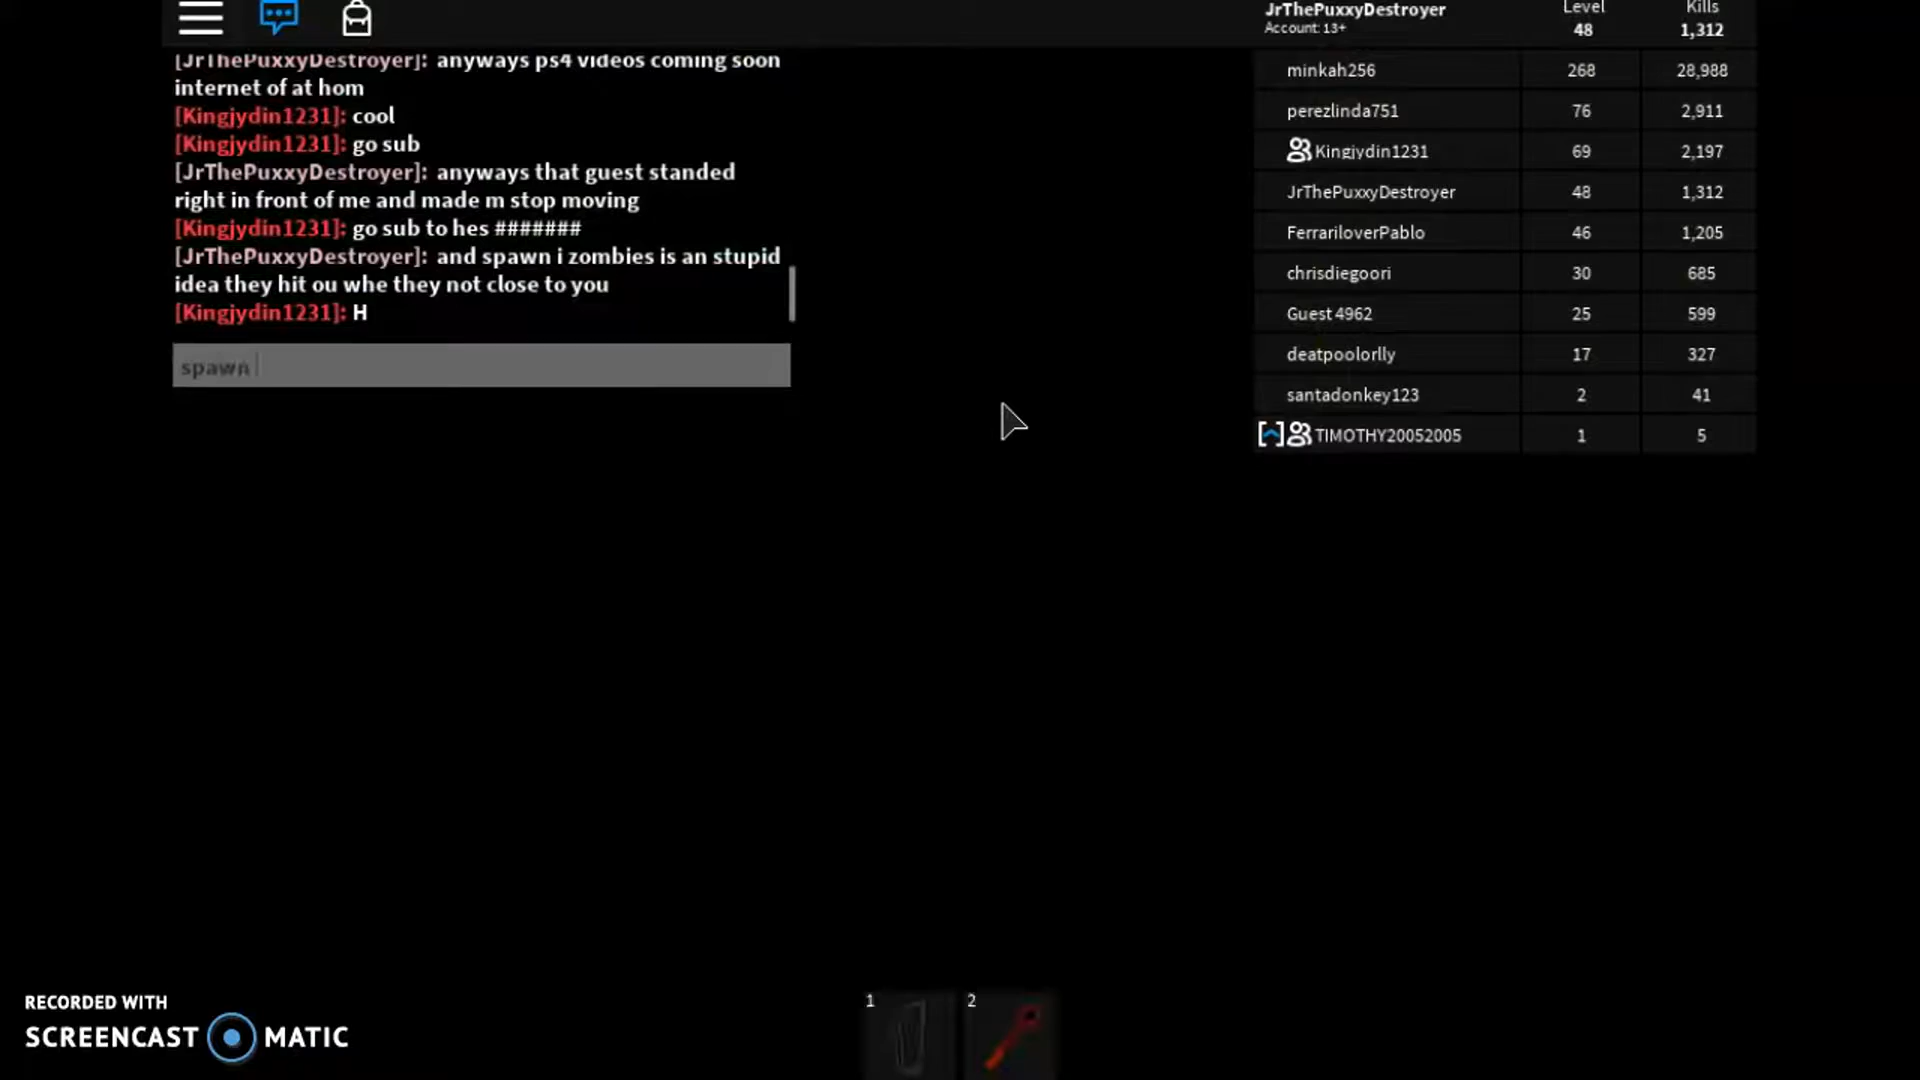 JrThePuxxyDestroyer
Account: 13+
Level
48
Kills
1,312
[JrThePuxxyDestroyer]: anyways ps4 videos coming soon
internet of at hom
[Kingjydin1231]: cool
[Kingjydin1231]: go sub
[JrThePuxxyDestroyer]: anyways that guest standed
right in front of me and made m stop moving
[Kingjydin1231]: go sub to hes #######
[JrThePuxxyDestroyer]: and spawn i zombies is an stupid
idea they hit ou whe they not close to you
[Kingjydin1231]: H
spawn
minkah256 268 28,988
perezlinda751 76 2,911
Kingjydin1231 69 2,197
JrThePuxxyDestroyer 48 1,312
FerrariloverPablo 46 1,205
chrisdiegoori 30 685
Guest 4962 25 599
deatpoolorlly 17 327
santadonkey123 2 41
TIMOTHY20052005 1 5
1 2
RECORDED WITH
SCREENCAST MATIC